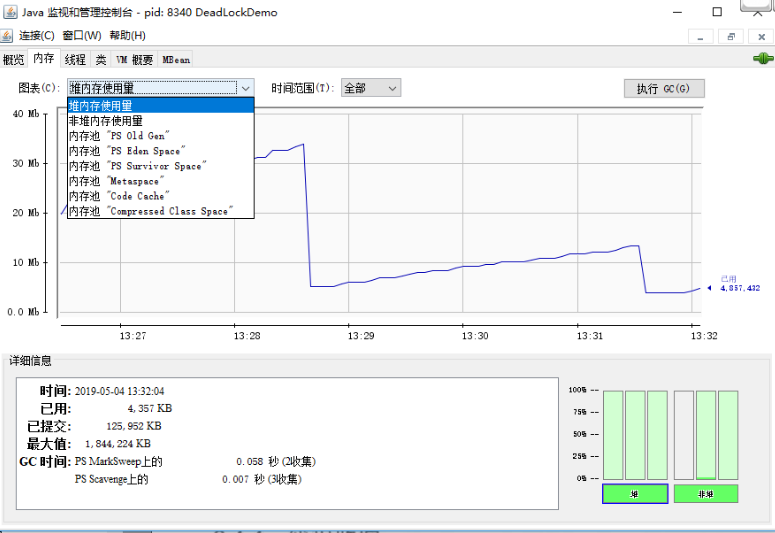 Java 监视和管理控制台 - pid: 8340 DeadLockDemo
连接(C) 窗口(W) 帮助(H)
概览 内存 线程 类 VM 概要 MBean
图表(C): 堆内存使用量 时间范围(T): 全部 执行 GC(G)
堆内存使用量
非堆内存使用量
内存池 "PS Old Gen"
内存池 "PS Eden Space"
内存池 "PS Survivor Space"
内存池 "Metaspace"
内存池 "Code Cache"
内存池 "Compressed Class Space"
40 Mb
30 Mb
20 Mb
10 Mb
0.0 Mb
已用
4,857,432
13:27 13:28 13:29 13:30 13:31 13:32
详细信息
时间: 2019-05-04 13:32:04
已用: 4,357 KB
已提交: 125,952 KB
最大值: 1,844,224 KB
GC 时间: PS MarkSweep上的 0.058 秒 (2收集)
PS Scavenge上的 0.007 秒 (3收集)
100% --
75% --
50% --
25% --
0% --
堆 非堆